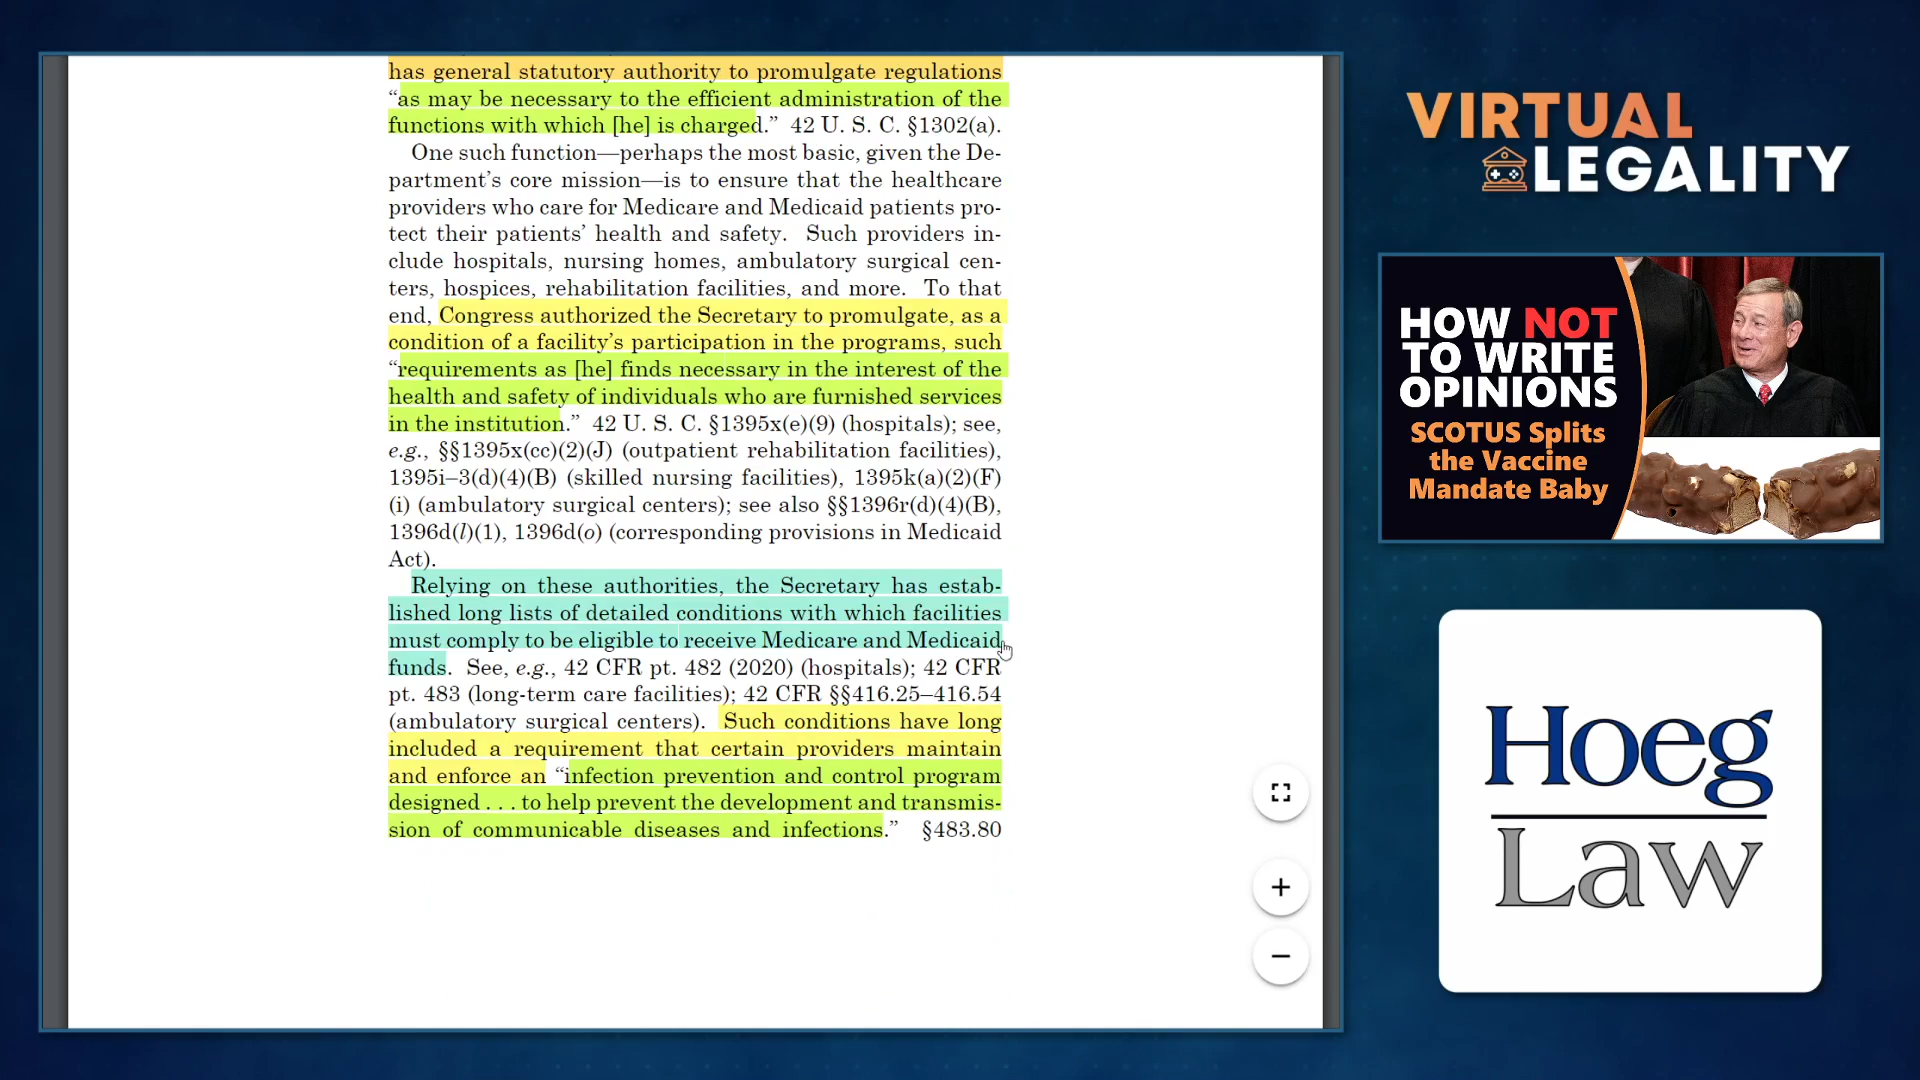 has general statutory authority to promulgate regulations
“as may be necessary to the efficient administration of the
functions with which [he] is charged.” 42 U. S. C. §1302(a).
One such function—perhaps the most basic, given the De-
partment’s core mission—is to ensure that the healthcare
providers who care for Medicare and Medicaid patients pro-
tect their patients’ health and safety. Such providers in-
clude hospitals, nursing homes, ambulatory surgical cen-
ters, hospices, rehabilitation facilities, and more. To that
end, Congress authorized the Secretary to promulgate, as a
condition of a facility’s participation in the programs, such
“requirements as [he] finds necessary in the interest of the
health and safety of individuals who are furnished services
in the institution.” 42 U. S. C. §1395x(e)(9) (hospitals); see,
e.g., §§1395x(cc)(2)(J) (outpatient rehabilitation facilities),
1395i–3(d)(4)(B) (skilled nursing facilities), 1395k(a)(2)(F)
(i) (ambulatory surgical centers); see also §§1396r(d)(4)(B),
1396d(l)(1), 1396d(o) (corresponding provisions in Medicaid
Act).
Relying on these authorities, the Secretary has estab-
lished long lists of detailed conditions with which facilities
must comply to be eligible to receive Medicare and Medicaid
funds. See, e.g., 42 CFR pt. 482 (2020) (hospitals); 42 CFR
pt. 483 (long-term care facilities); 42 CFR §§416.25–416.54
(ambulatory surgical centers). Such conditions have long
included a requirement that certain providers maintain
and enforce an “infection prevention and control program
designed . . . to help prevent the development and transmis-
sion of communicable diseases and infections.” §483.80
VIRTUAL
LEGALITY
HOW NOT
TO WRITE
OPINIONS
SCOTUS Splits
the Vaccine
Mandate Baby
Hoeg
Law